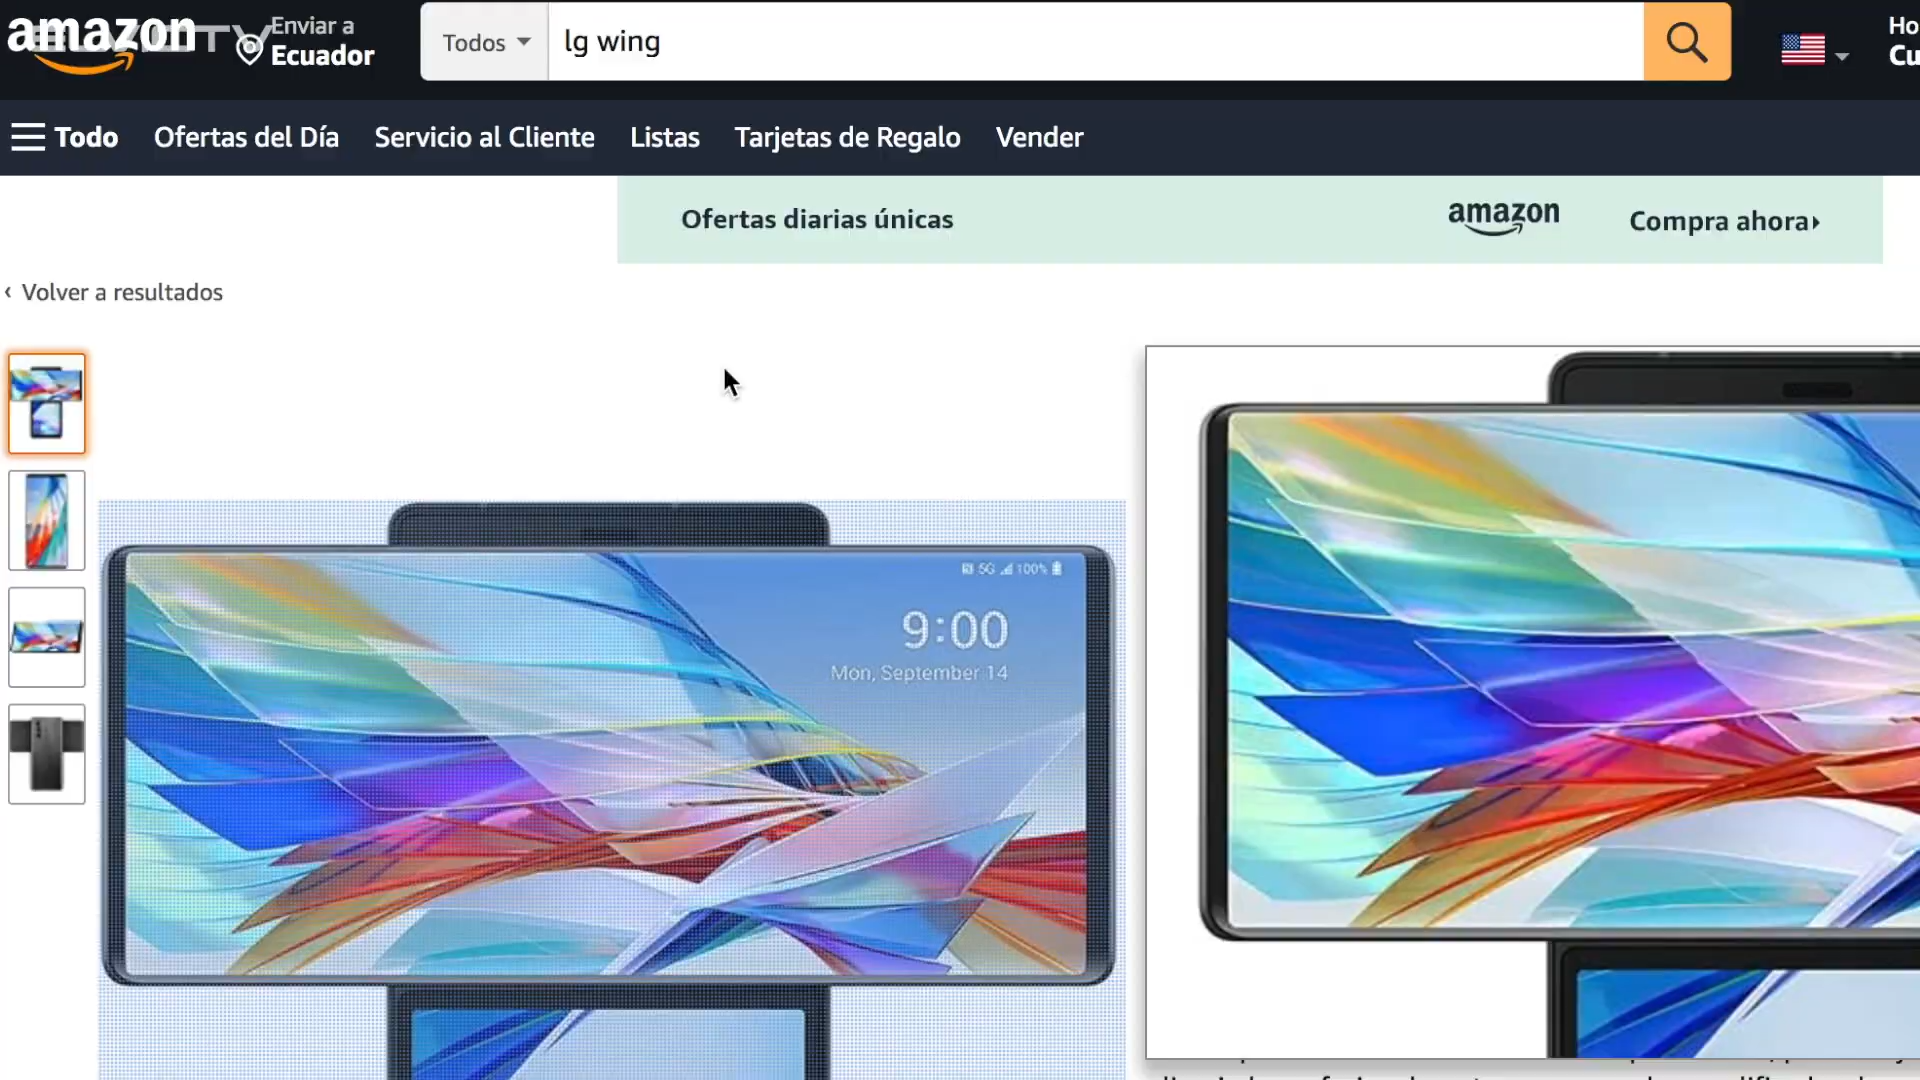 amazon
Enviar a
Ecuador
Todos
lg wing
Todo
Ofertas del Día
Servicio al Cliente
Listas
Tarjetas de Regalo
Vender
Ofertas diarias únicas
amazon
Compra ahora
‹ Volver a resultados
5G 100%
9:00
Mon, September 14